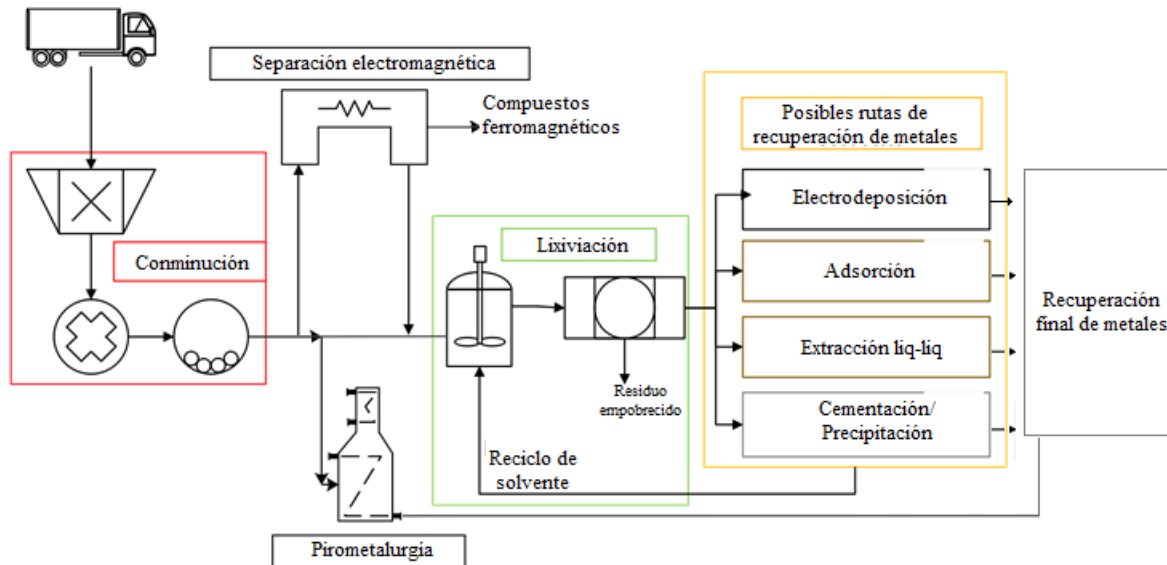 Separación electromagnética
Compuestos
ferromagnéticos
Posibles rutas de
recuperación de metales
Electrodeposición
Lixiviación
Conminución
Adsorción
Recuperación
final de metales
Extracción liq-liq
Residuo
empobrecido
Cementación/
Precipitación
Reciclo de
solvente
Pirometalurgía